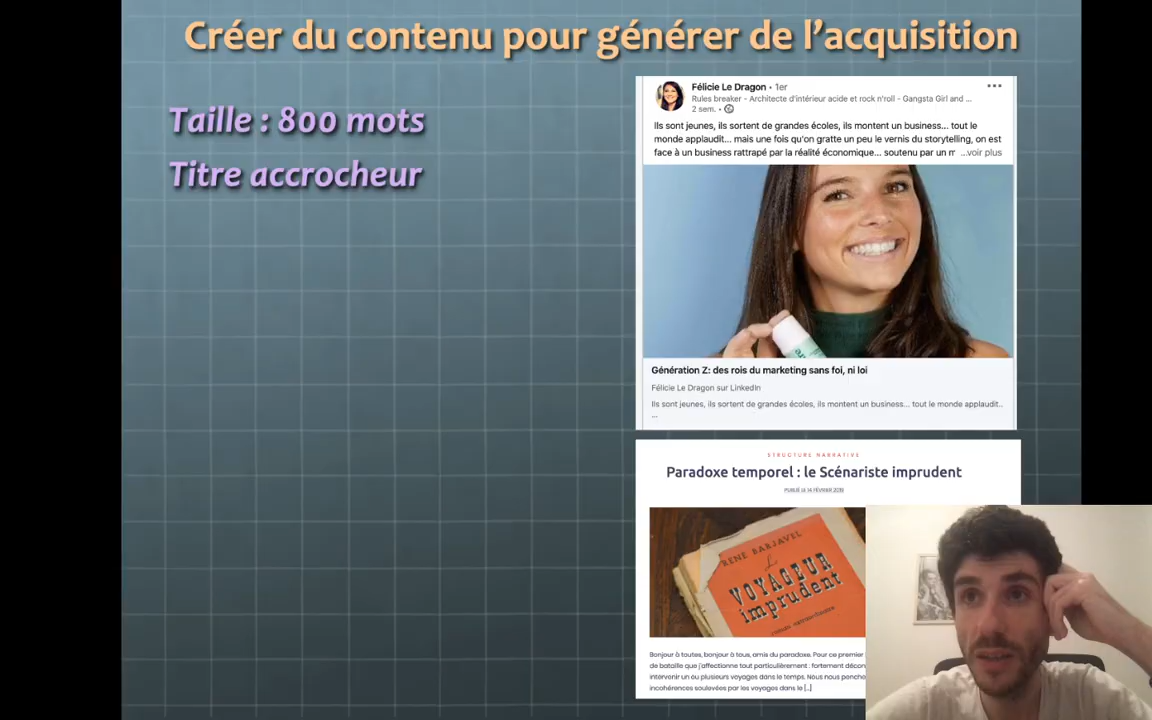 Créer du contenu pour générer de l'acquisition
Taille : 800 mots
Titre accrocheur
Félicie Le Dragon • 1er
Rules breaker - Architecte d'intérieur acide et rock n'roll - Gangsta Girl and ...
2 sem. •
Ils sont jeunes, ils sortent de grandes écoles, ils montent un business... tout le
monde applaudit... mais une fois qu'on gratte un peu le vernis du storytelling, on est
face à un business rattrapé par la réalité économique... soutenu par un m ...voir plus
Génération Z: des rois du marketing sans foi, ni loi
Félicie Le Dragon sur LinkedIn
Ils sont jeunes, ils sortent de grandes écoles, ils montent un business... tout le monde applaudit..
...
STRUCTURE NARRATIVE
Paradoxe temporel : le Scénariste imprudent
PUBLIÉ LE 14 FÉVRIER
RENÉ BARJAVEL
Le
VOYAGEUR
imprudent
Bonjour à toutes, bonjour à tous, amis du paradoxe. Pour ce premier
de bataille que j'affectionne tout particulièrement : fortement décon
intervenir un ou plusieurs voyages dans le temps. Nous nous penche
incohérences soulevées par les voyages dans le [...]